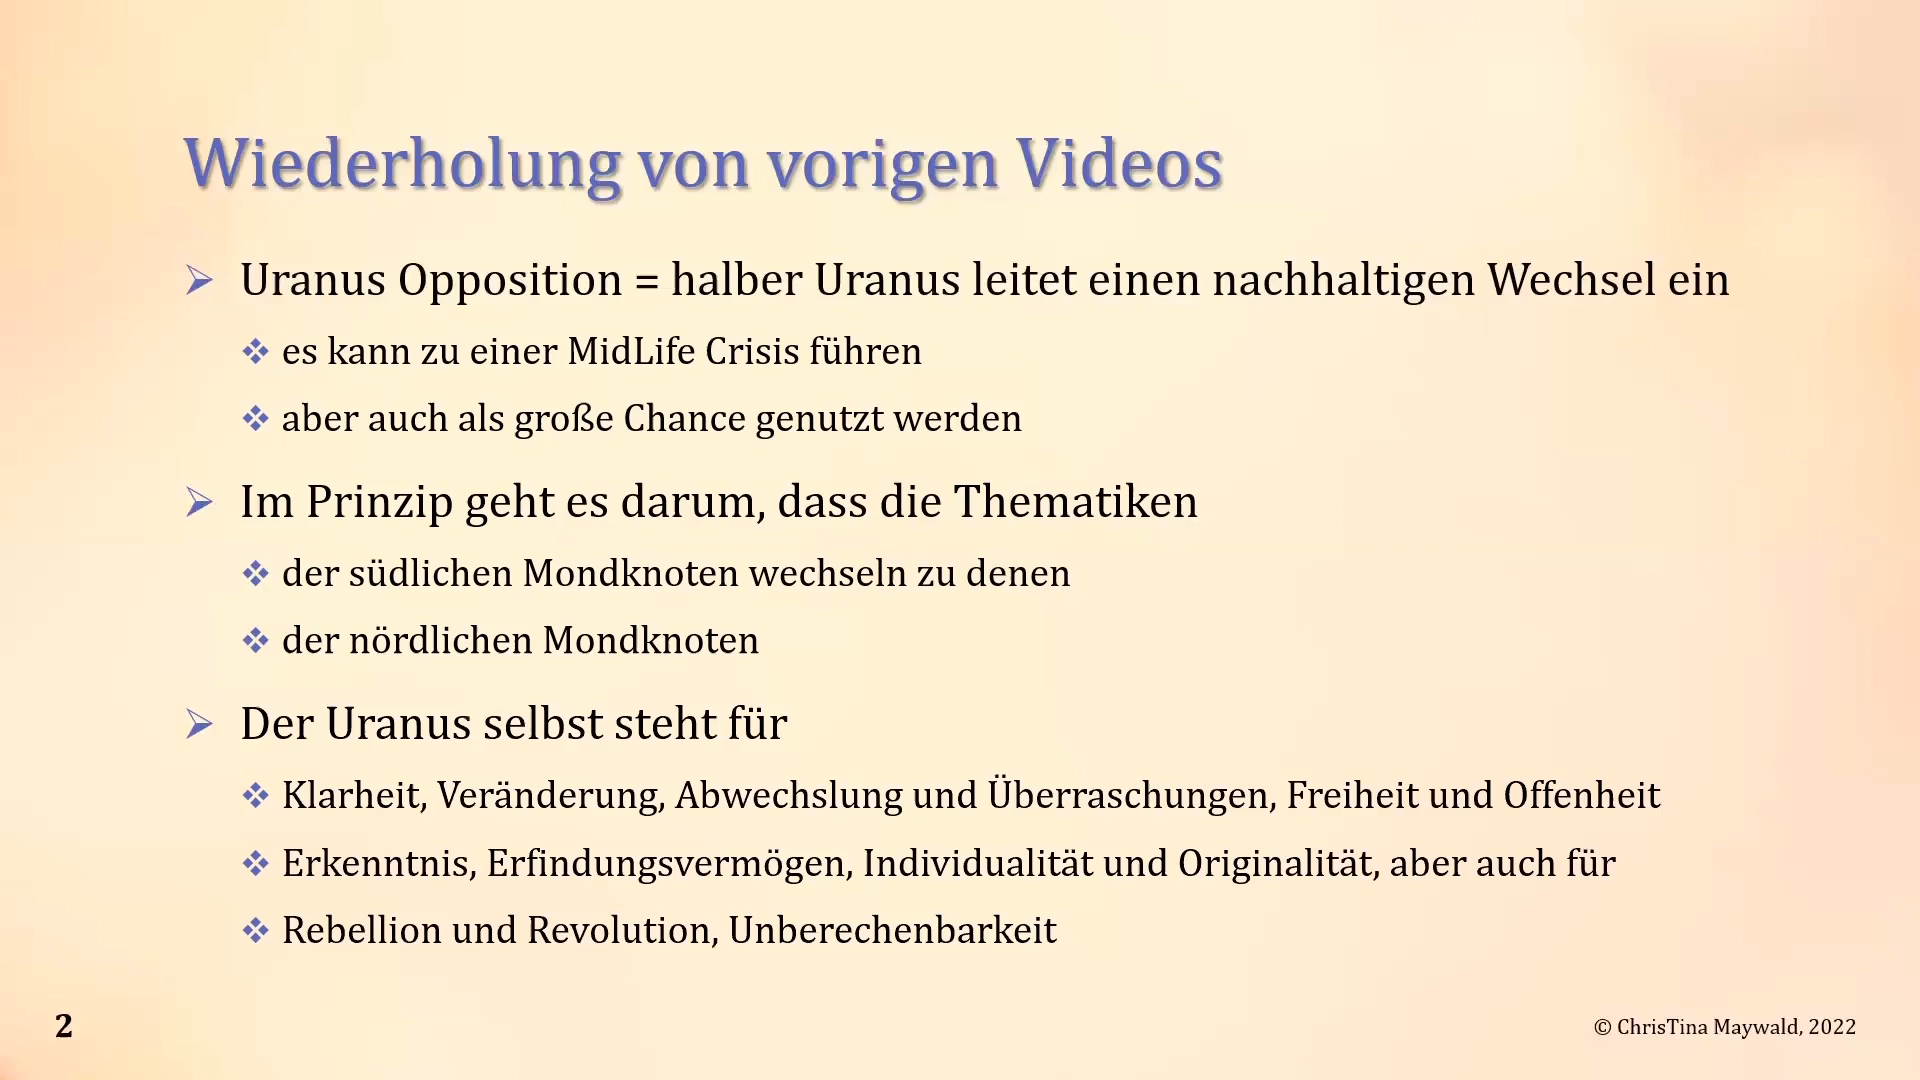 Wiederholung von vorigen Videos
Uranus Opposition = halber Uranus leitet einen nachhaltigen Wechsel ein
es kann zu einer MidLife Crisis führen
aber auch als große Chance genutzt werden
Im Prinzip geht es darum, dass die Thematiken
der südlichen Mondknoten wechseln zu denen
der nördlichen Mondknoten
Der Uranus selbst steht für
Klarheit, Veränderung, Abwechslung und Überraschungen, Freiheit und Offenheit
Erkenntnis, Erfindungsvermögen, Individualität und Originalität, aber auch für
Rebellion und Revolution, Unberechenbarkeit
2
© ChrisTina Maywald, 2022